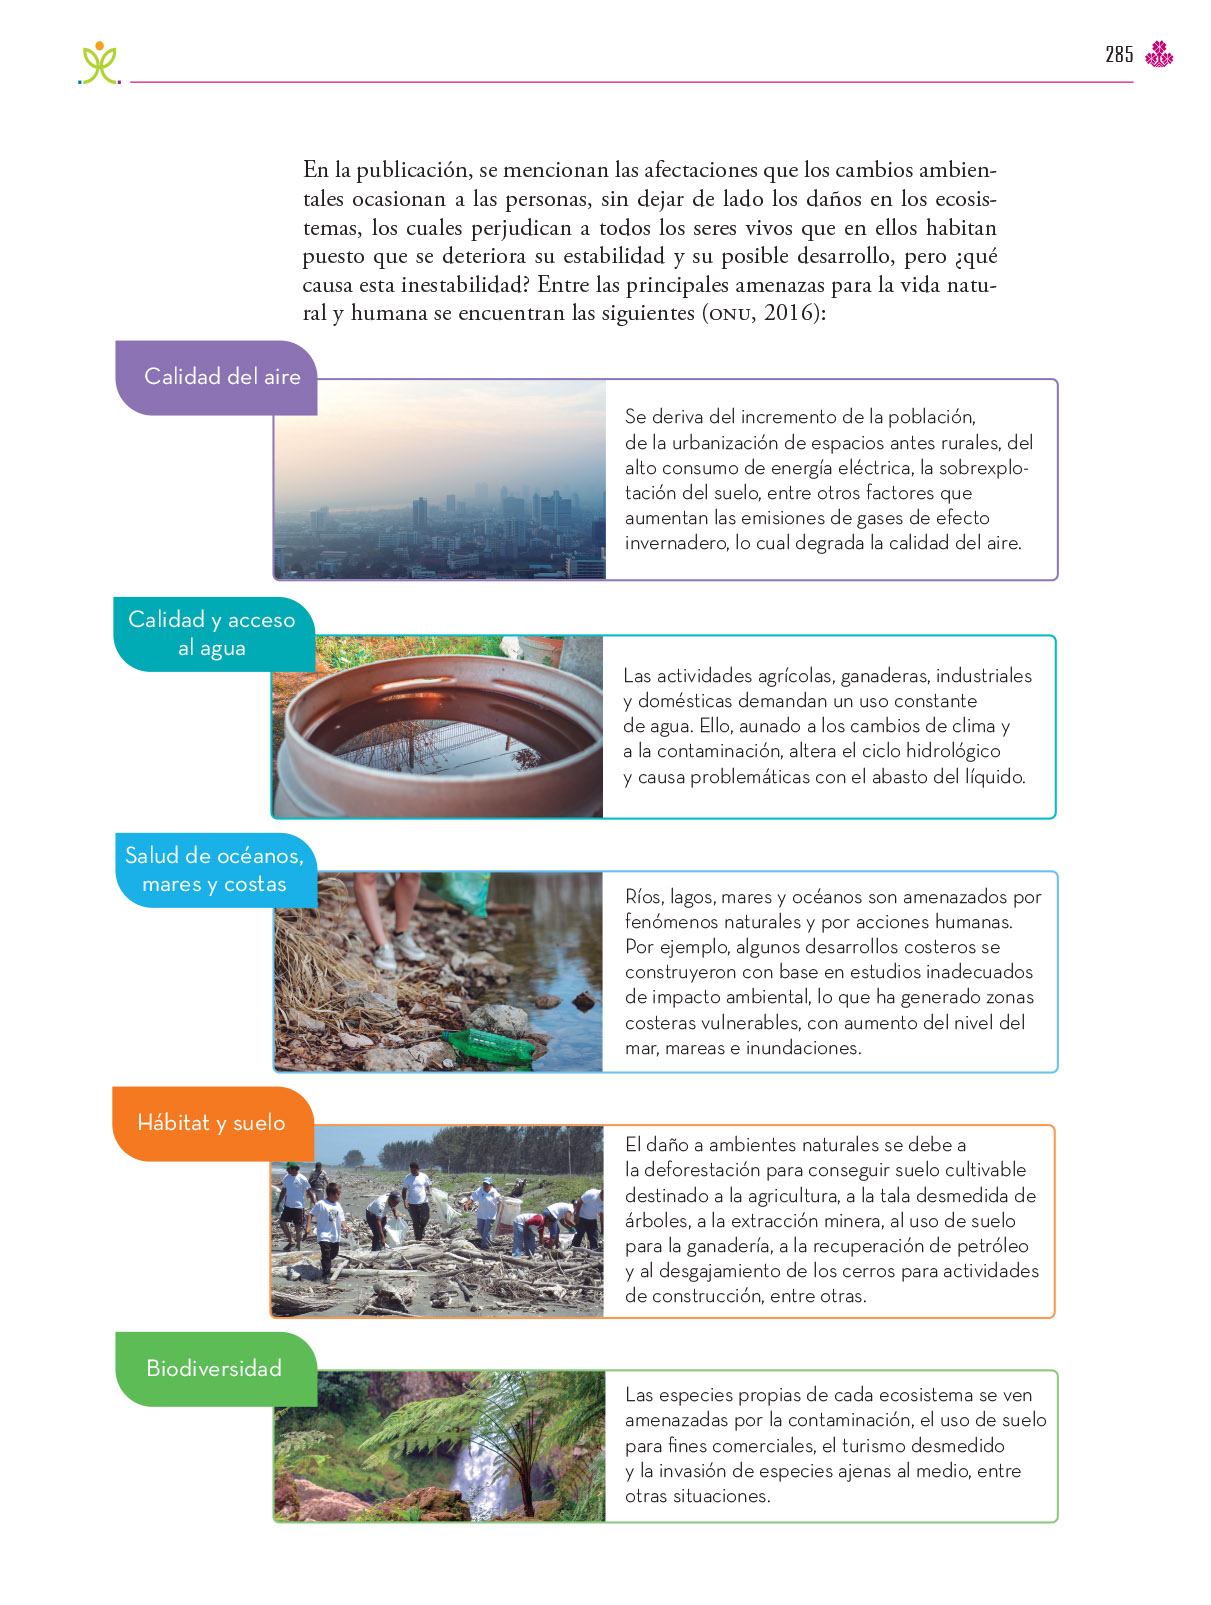 285
En la publicación, se mencionan las afectaciones que los cambios ambien-
tales ocasionan a las personas, sin dejar de lado los daños en los ecosis-
temas, los cuales perjudican a todos los seres vivos que en ellos habitan
puesto que se deteriora su estabilidad y su posible desarrollo, pero ¿qué
causa esta inestabilidad? Entre las principales amenazas para la vida natu-
ral y humana se encuentran las siguientes (ONU, 2016):
Calidad del aire
Se deriva del incremento de la población,
de la urbanización de espacios antes rurales, del
alto consumo de energía eléctrica, la sobrexplo-
tación del suelo, entre otros factores que
aumentan las emisiones de gases de efecto
invernadero, lo cual degrada la calidad del aire.
Calidad y acceso
al agua
Las actividades agrícolas, ganaderas, industriales
y domésticas demandan un uso constante
de agua. Ello, aunado a los cambios de clima y
a la contaminación, altera el ciclo hidrológico
y causa problemáticas con el abasto del líquido.
Salud de océanos,
mares y costas
Ríos, lagos, mares y océanos son amenazados por
fenómenos naturales y por acciones humanas.
Por ejemplo, algunos desarrollos costeros se
construyeron con base en estudios inadecuados
de impacto ambiental, lo que ha generado zonas
costeras vulnerables, con aumento del nivel del
mar, mareas e inundaciones.
Hábitat y suelo
El daño a ambientes naturales se debe a
la deforestación para conseguir suelo cultivable
destinado a la agricultura, a la tala desmedida de
árboles, a la extracción minera, al uso de suelo
para la ganadería, a la recuperación de petróleo
y al desgajamiento de los cerros para actividades
de construcción, entre otras.
Biodiversidad
Las especies propias de cada ecosistema se ven
amenazadas por la contaminación, el uso de suelo
para fines comerciales, el turismo desmedido
y la invasión de especies ajenas al medio, entre
otras situaciones.